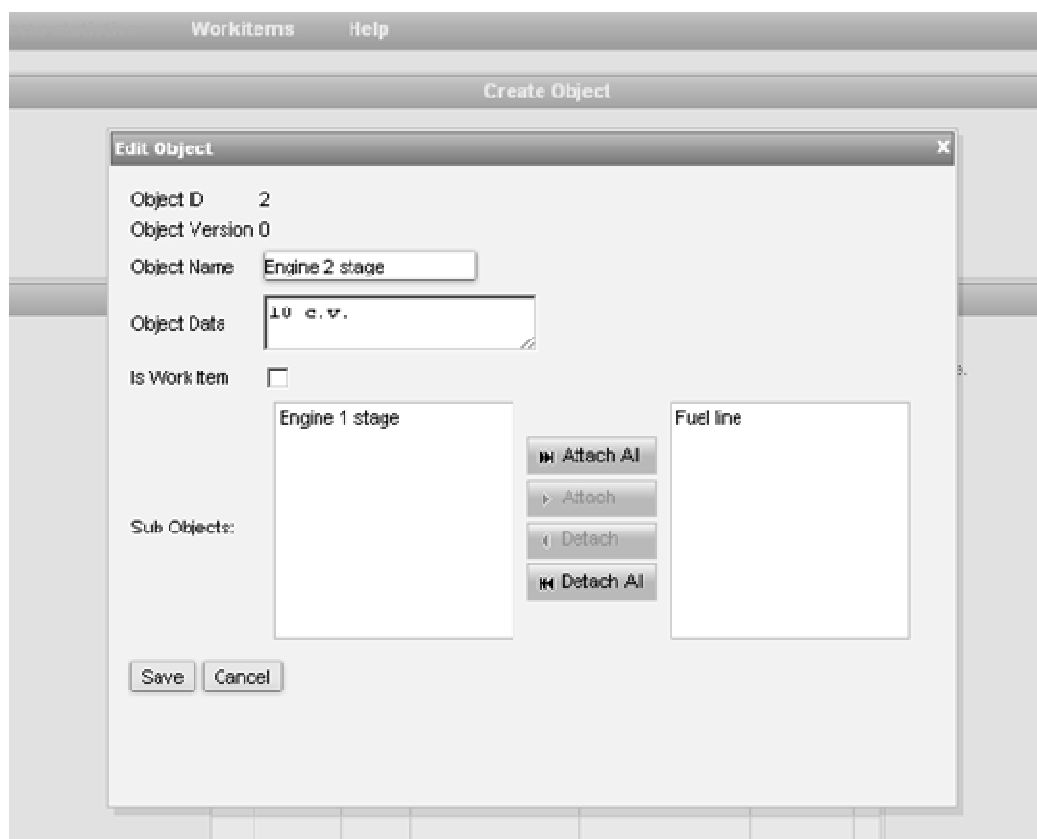 Workitems Help
Create Object
Edit Object x
Object ID 2
Object Version 0
Object Name Engine 2 stage
Object Data 10 c.v.
Is Work Item
Engine 1 stage Fuel line
Attach All
Attach
Sub Objects:
Detach
Detach All
Save Cancel